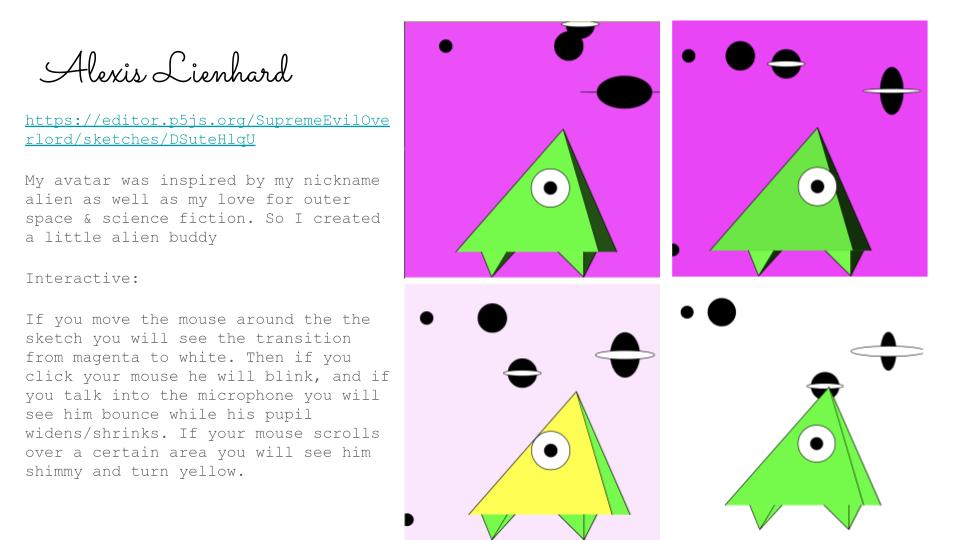 Alexis Lienhard
https://editor.p5js.org/SupremeEvilOve
rlord/sketches/DSuteHlqU
My avatar was inspired by my nickname
alien as well as my love for outer
space & science fiction. So I created
a little alien buddy
Interactive:
If you move the mouse around the the
sketch you will see the transition
from magenta to white. Then if you
click your mouse he will blink, and if
you talk into the microphone you will
see him bounce while his pupil
widens/shrinks. If your mouse scrolls
over a certain area you will see him
shimmy and turn yellow.